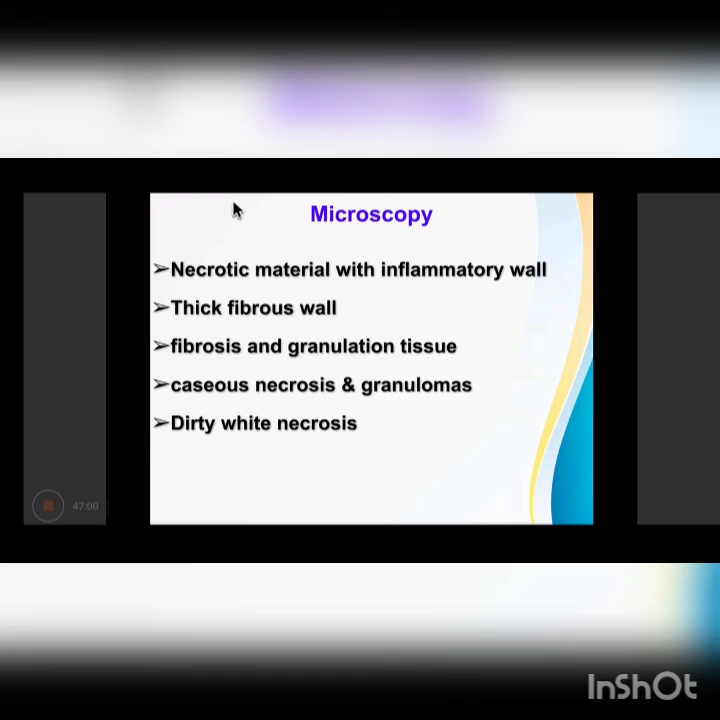 Microscopy
➢Necrotic material with inflammatory wall
➢Thick fibrous wall
➢fibrosis and granulation tissue
➢caseous necrosis & granulomas
➢Dirty white necrosis
47:00
InShOt